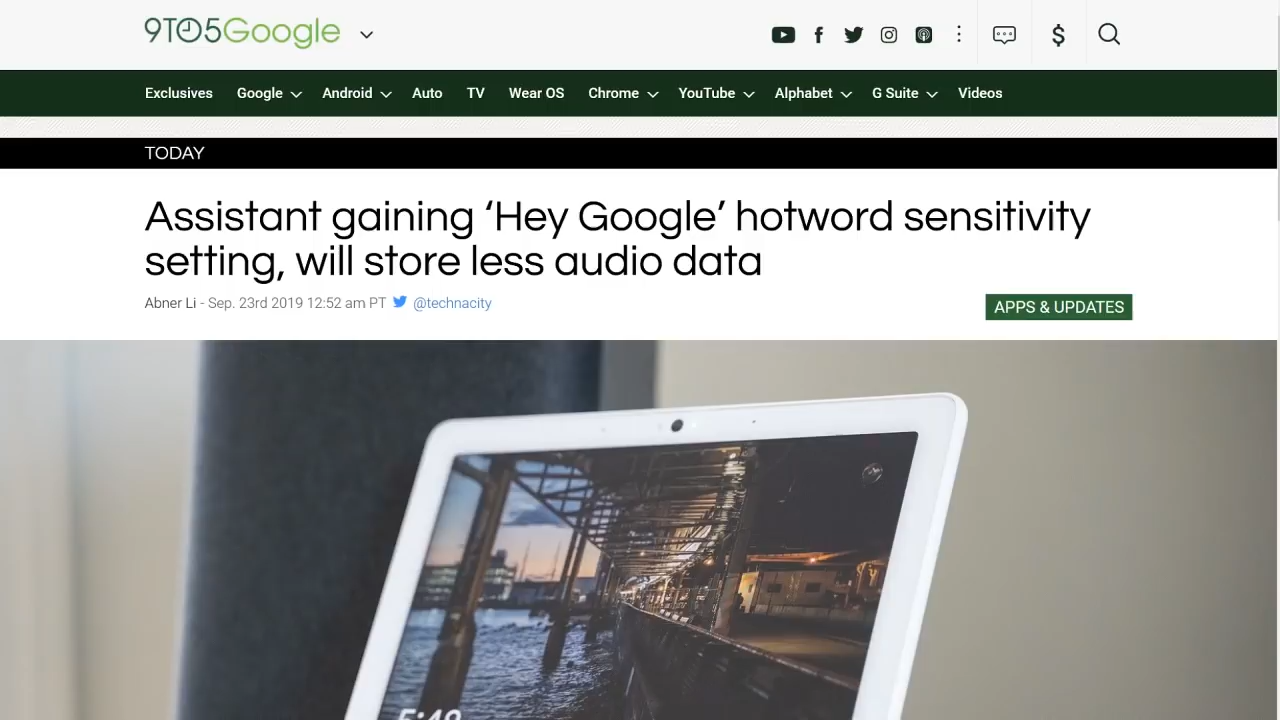 9TO5Google
Exclusives Google Android Auto TV Wear OS Chrome YouTube Alphabet G Suite Videos
TODAY
Assistant gaining ‘Hey Google’ hotword sensitivity
setting, will store less audio data
Abner Li - Sep. 23rd 2019 12:52 am PT @technacity
APPS & UPDATES
5:48